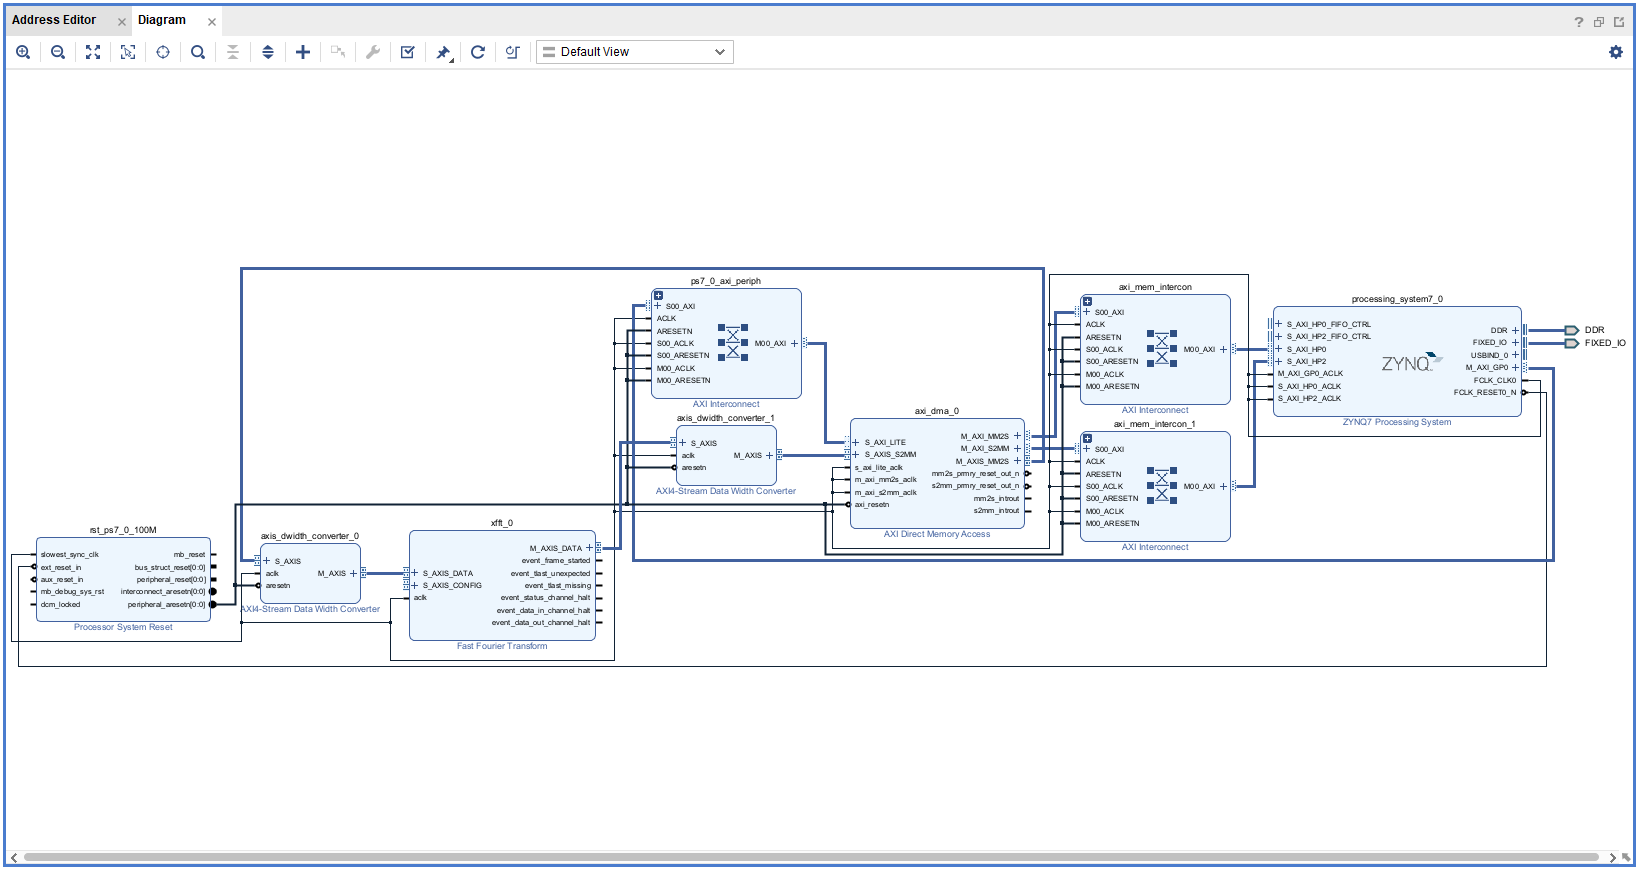 Address Editor
Diagram
Default View
ps7_0_axi_periph
S00_AXI
ACLK
ARESETN
S00_ACLK
S00_ARESETN
M00_ACLK
M00_ARESETN
M00_AXI
AXI Interconnect
axi_mem_intercon
S00_AXI
ACLK
ARESETN
S00_ACLK
S00_ARESETN
M00_ACLK
M00_ARESETN
M00_AXI
AXI Interconnect
processing_system7_0
S_AXI_HP0_FIFO_CTRL
S_AXI_HP2_FIFO_CTRL
S_AXI_HP0
S_AXI_HP2
M_AXI_GP0_ACLK
S_AXI_HP0_ACLK
S_AXI_HP2_ACLK
ZYNQ
DDR
FIXED_IO
USBIND_0
M_AXI_GP0
FCLK_CLK0
FCLK_RESET0_N
ZYNQ7 Processing System
DDR
FIXED_IO
axis_dwidth_converter_1
S_AXIS
aclk
aresetn
M_AXIS
AXI4-Stream Data Width Converter
axi_dma_0
S_AXI_LITE
S_AXIS_S2MM
s_axi_lite_aclk
m_axi_mm2s_aclk
m_axi_s2mm_aclk
axi_resetn
M_AXI_MM2S
M_AXI_S2MM
M_AXIS_MM2S
mm2s_prmry_reset_out_n
s2mm_prmry_reset_out_n
mm2s_introut
s2mm_introut
AXI Direct Memory Access
axi_mem_intercon_1
S00_AXI
ACLK
ARESETN
S00_ACLK
S00_ARESETN
M00_ACLK
M00_ARESETN
M00_AXI
AXI Interconnect
rst_ps7_0_100M
slowest_sync_clk
ext_reset_in
aux_reset_in
mb_debug_sys_rst
dcm_locked
mb_reset
bus_struct_reset[0:0]
peripheral_reset[0:0]
interconnect_aresetn[0:0]
peripheral_aresetn[0:0]
Processor System Reset
axis_dwidth_converter_0
S_AXIS
aclk
aresetn
M_AXIS
AXI4-Stream Data Width Converter
xfft_0
S_AXIS_DATA
S_AXIS_CONFIG
aclk
M_AXIS_DATA
event_frame_started
event_tlast_unexpected
event_tlast_missing
event_status_channel_halt
event_data_in_channel_halt
event_data_out_channel_halt
Fast Fourier Transform